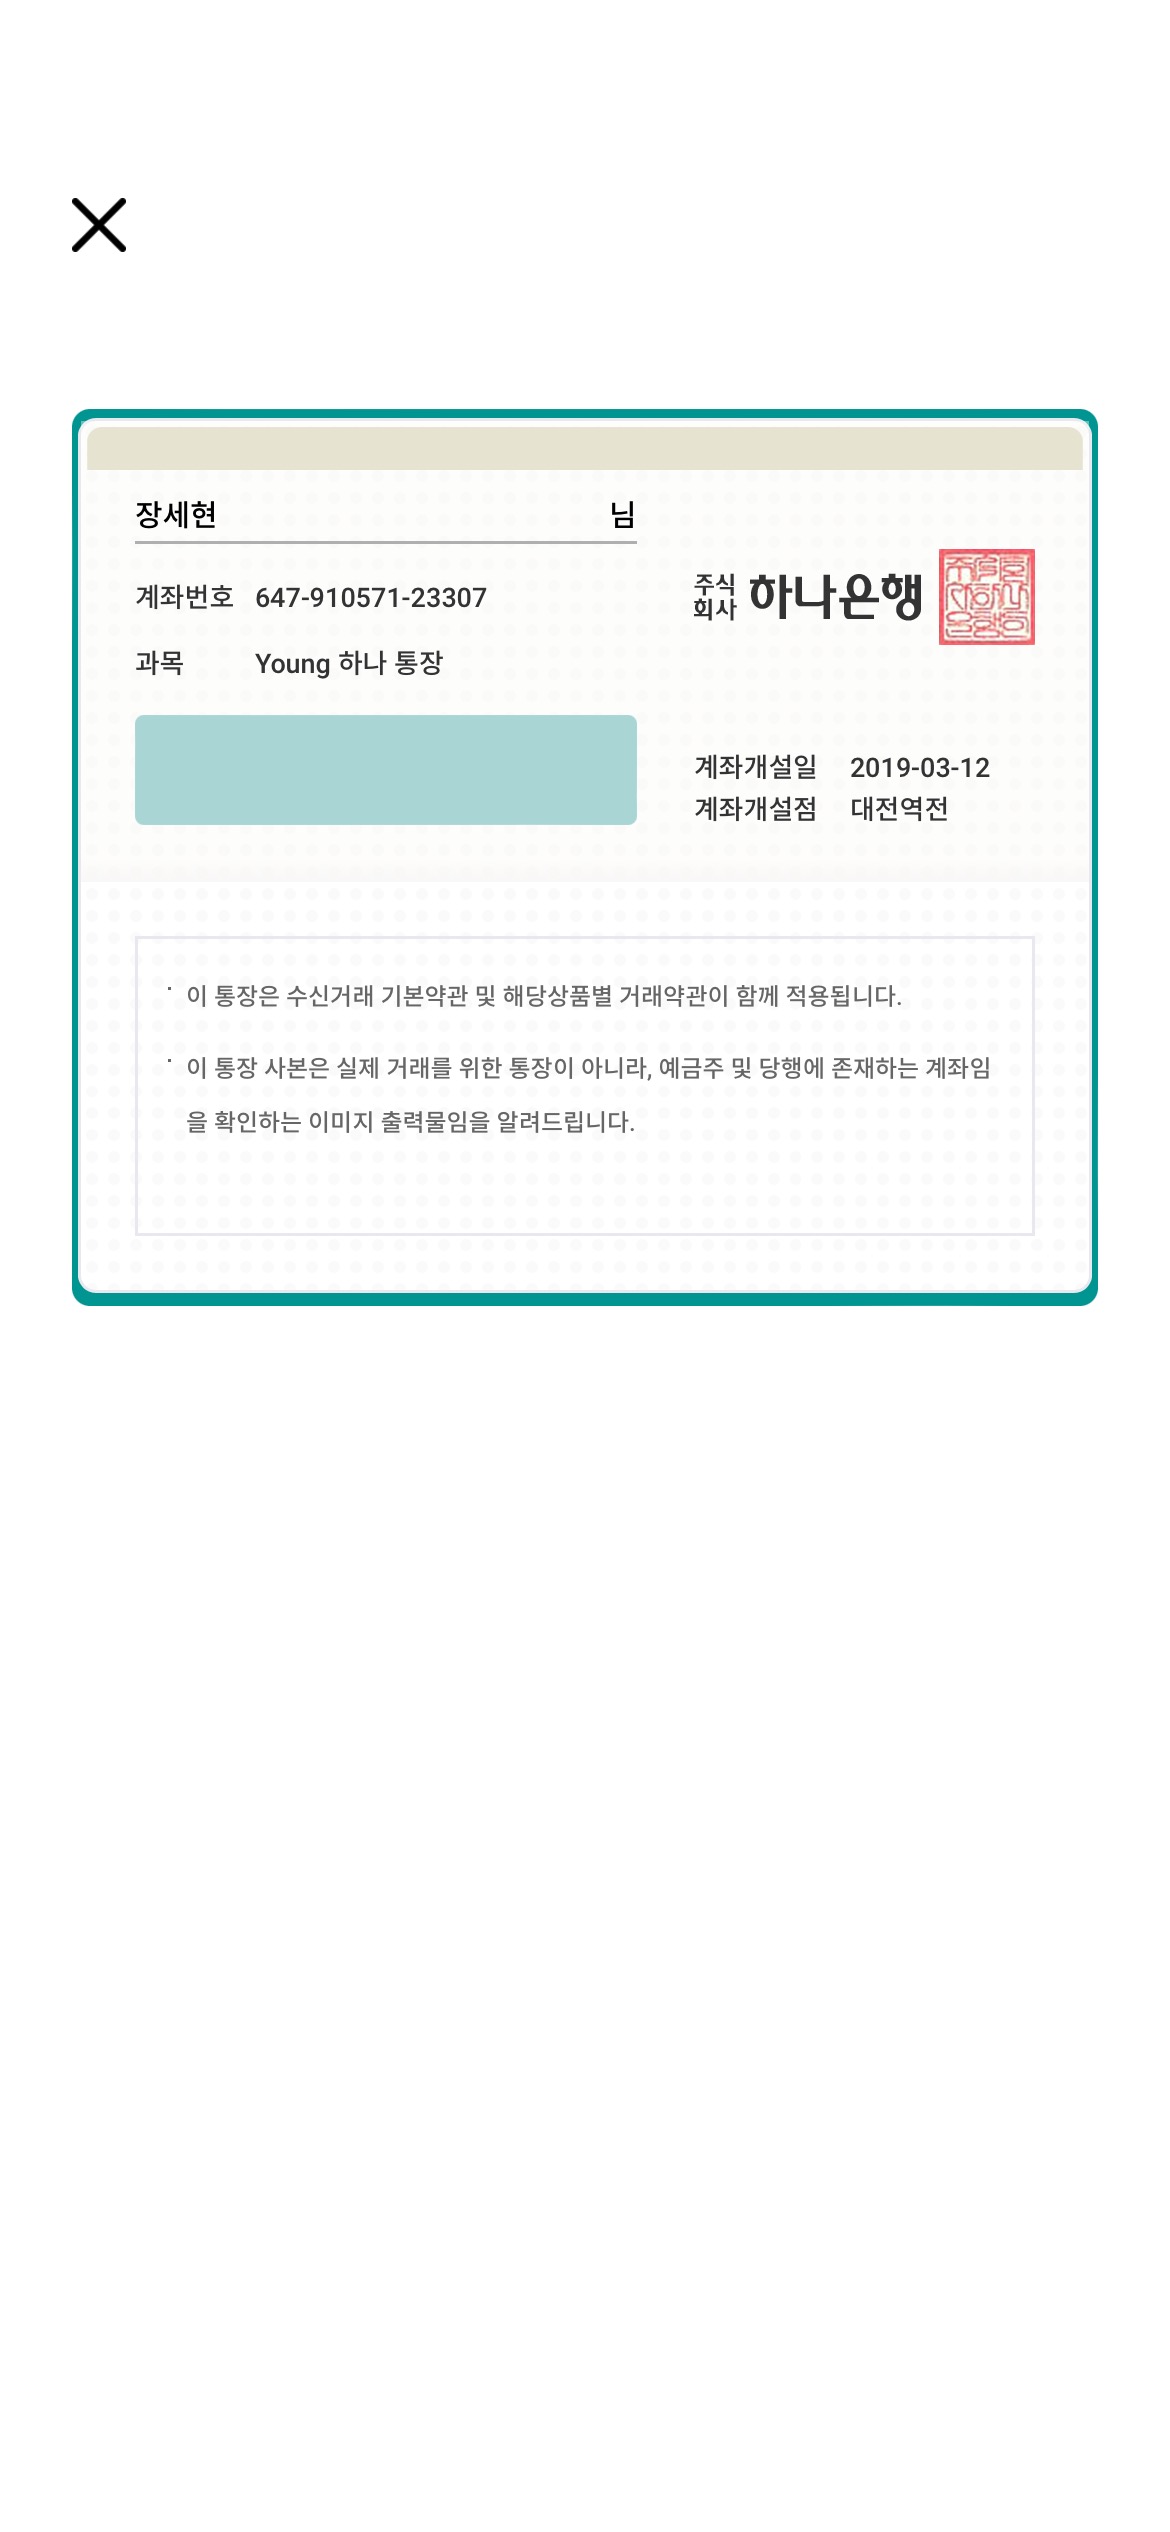 장세현 님
계좌번호 647-910571-23307
과목 Young 하나 통장
주식회사 하나은행
계좌개설일 2019-03-12
계좌개설점 대전역전
· 이 통장은 수신거래 기본약관 및 해당상품별 거래약관이 함께 적용됩니다.
· 이 통장 사본은 실제 거래를 위한 통장이 아니라, 예금주 및 당행에 존재하는 계좌임
을 확인하는 이미지 출력물임을 알려드립니다.